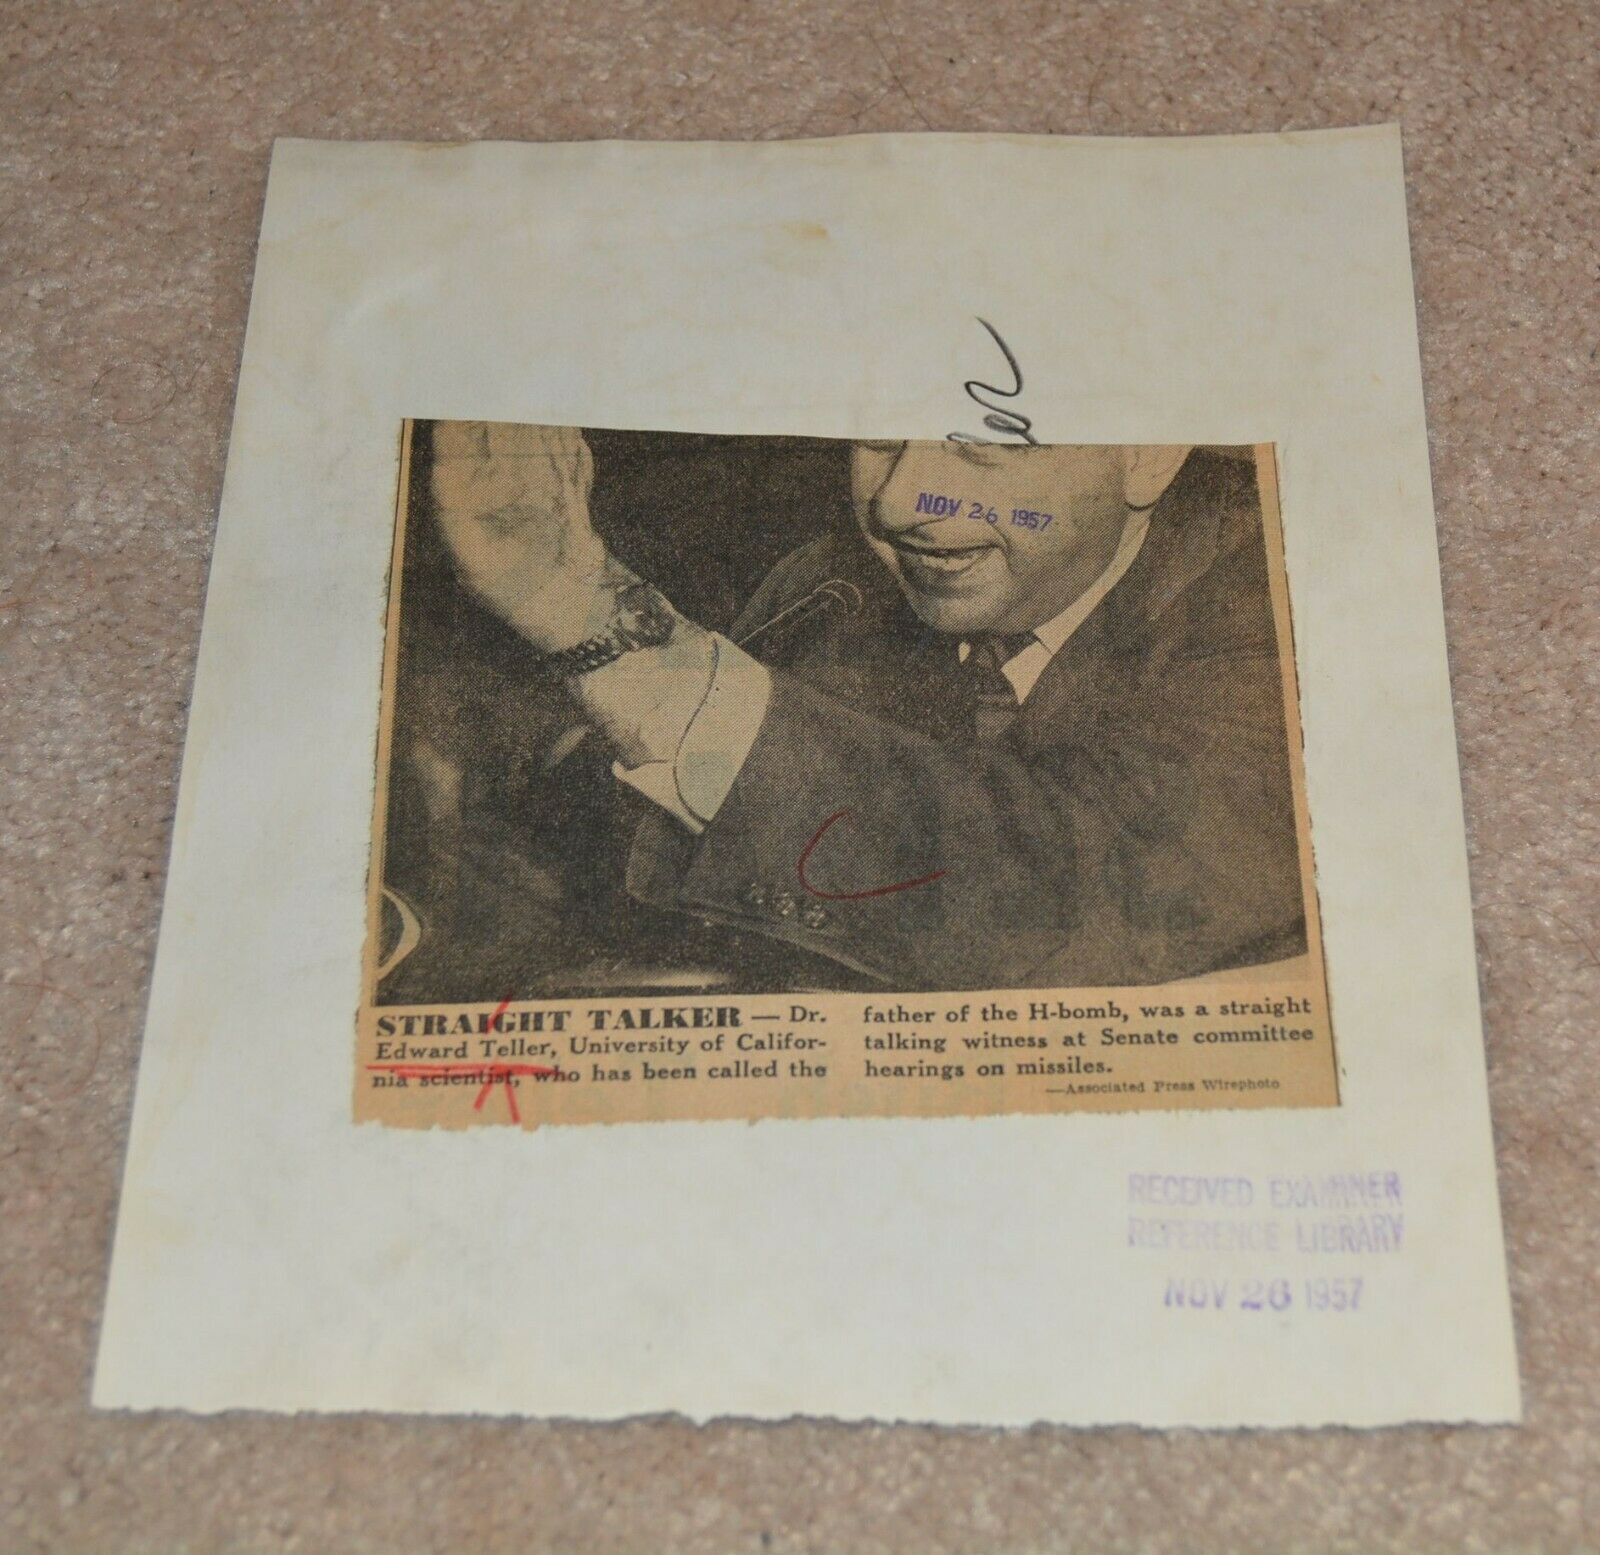 NOV 26 1957
STRAIGHT TALKER — Dr.
Edward Teller, University of Califor-
nia scientist, who has been called the
father of the H-bomb, was a straight
talking witness at Senate committee
hearings on missiles.
—Associated Press Wirephoto
RECEIVED EXAMINER
REFERENCE LIBRARY
NOV 26 1957